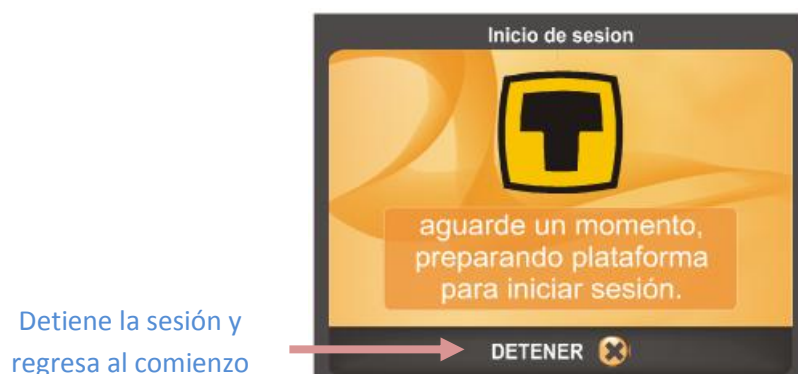 Inicio de sesion
T
aguarde un momento,
preparando plataforma
para iniciar sesión.
Detiene la sesión y
regresa al comienzo
DETENER